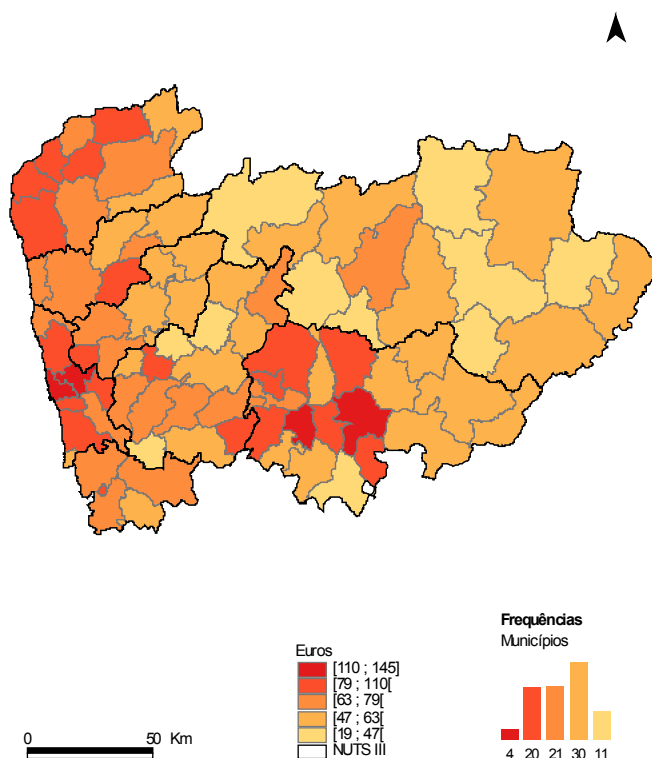 Frequências
Municípios
Euros
[110 ; 145]
[79 ; 110[
[63 ; 79[
[47 ; 63[
[19 ; 47[
NUTS III
0 50 Km
4 20 21 30 11